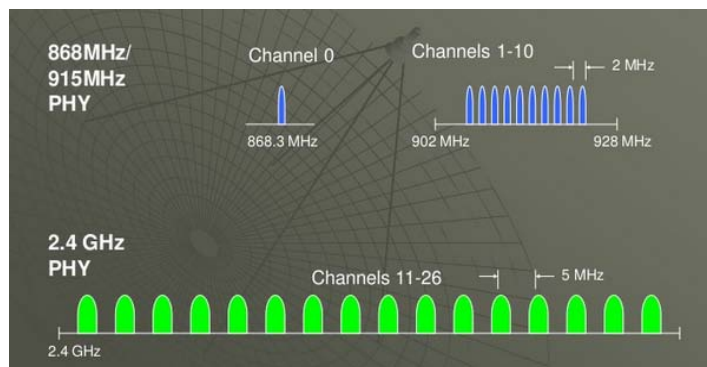 868MHz/
915MHz
PHY
Channel 0
868.3 MHz
Channels 1-10
2 MHz
902 MHz
928 MHz
2.4 GHz
PHY
Channels 11-26
5 MHz
2.4 GHz